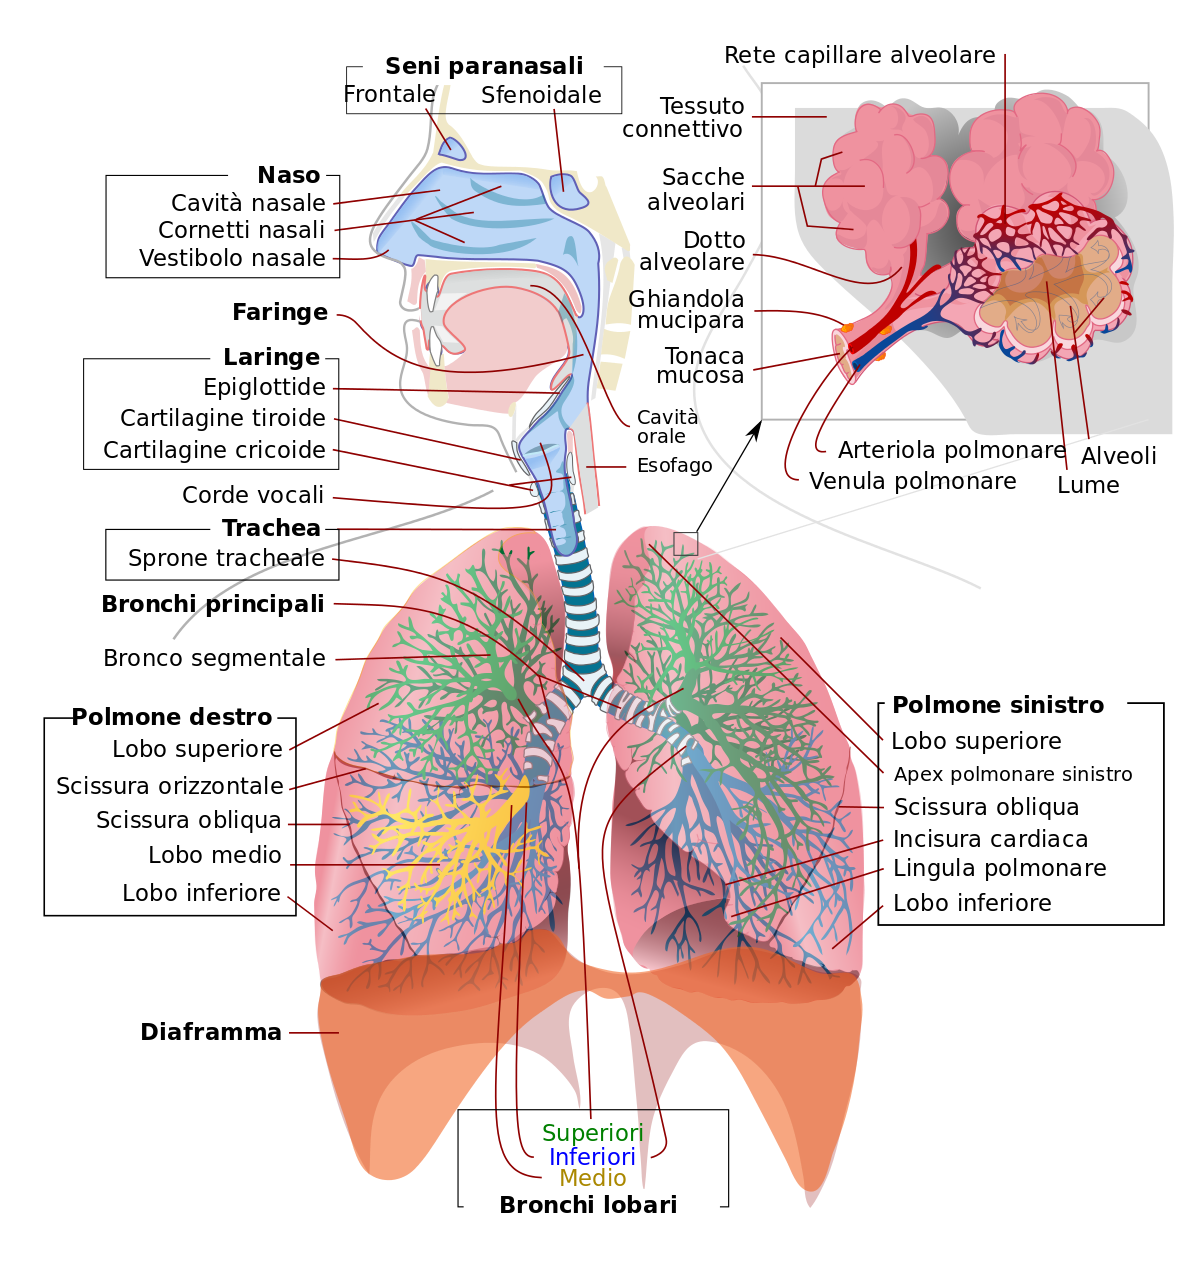 Seni paranasali
Frontale
Sfenoidale
Naso
Cavità nasale
Cornetti nasali
Vestibolo nasale
Faringe
Laringe
Epiglottide
Cartilagine tiroide
Cartilagine cricoide
Corde vocali
Trachea
Sprone tracheale
Bronchi principali
Bronco segmentale
Polmone destro
Lobo superiore
Scissura orizzontale
Scissura obliqua
Lobo medio
Lobo inferiore
Diaframma
Rete capillare alveolare
Tessuto
connettivo
Sacche
alveolari
Dotto
alveolare
Ghiandola
mucipara
Tonaca
mucosa
Cavità
orale
Esofago
Arteriola polmonare
Alveoli
Venula polmonare
Lume
Polmone sinistro
Lobo superiore
Apex polmonare sinistro
Scissura obliqua
Incisura cardiaca
Lingula polmonare
Lobo inferiore
Superiori
Inferiori
Medio
Bronchi lobari